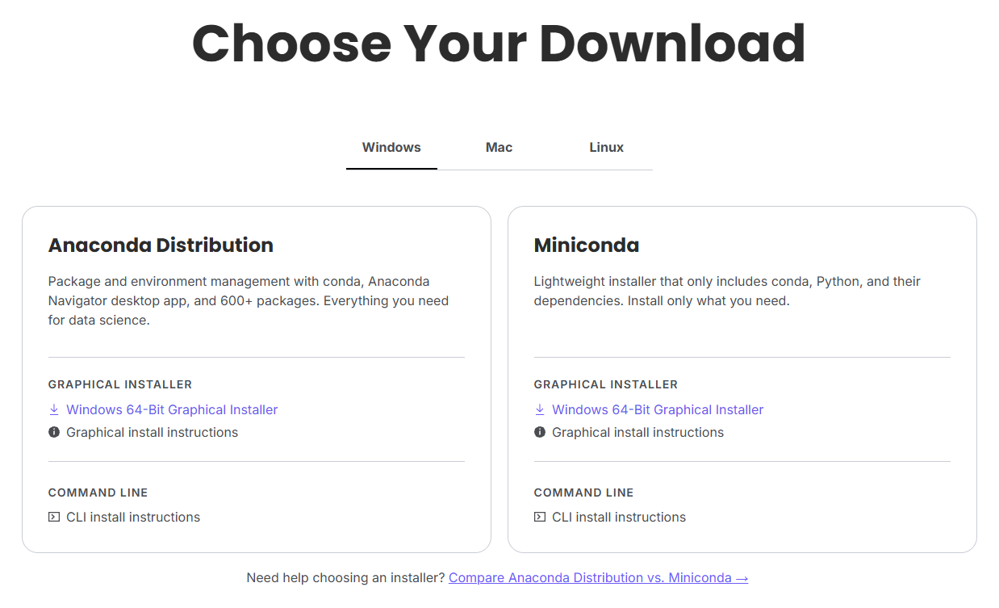 Choose Your Download
Windows
Mac
Linux
Anaconda Distribution
Package and environment management with conda, Anaconda
Navigator desktop app, and 600+ packages. Everything you need
for data science.
GRAPHICAL INSTALLER
Windows 64-Bit Graphical Installer
Graphical install instructions
COMMAND LINE
CLI install instructions
Miniconda
Lightweight installer that only includes conda, Python, and their
dependencies. Install only what you need.
GRAPHICAL INSTALLER
Windows 64-Bit Graphical Installer
Graphical install instructions
COMMAND LINE
CLI install instructions
Need help choosing an installer? Compare Anaconda Distribution vs. Miniconda →